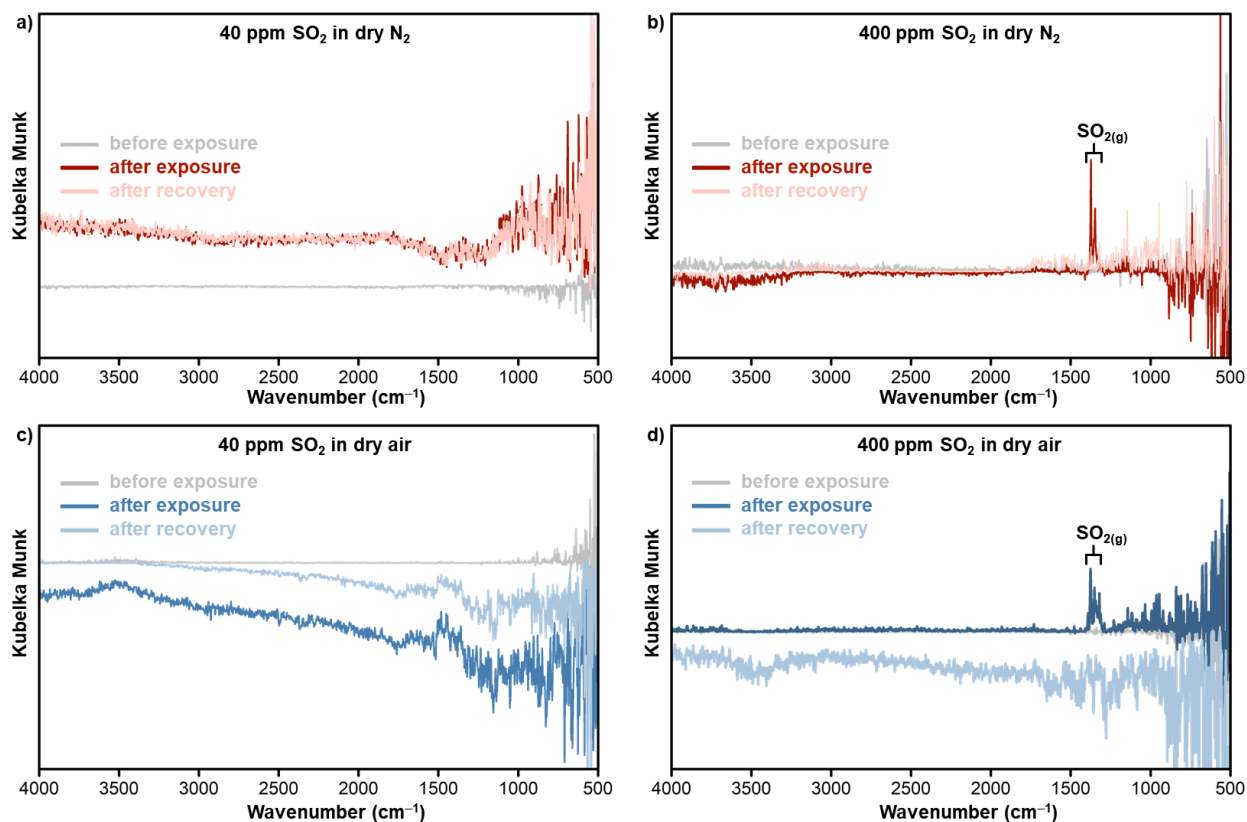 a)
40 ppm SO₂ in dry N₂
before exposure
after exposure
after recovery
Kubelka Munk
4000 3500 3000 2500 2000 1500 1000 500
Wavenumber (cm⁻¹)
b)
400 ppm SO₂ in dry N₂
before exposure
after exposure
after recovery
SO₂₍g₎
Kubelka Munk
4000 3500 3000 2500 2000 1500 1000 500
Wavenumber (cm⁻¹)
c)
40 ppm SO₂ in dry air
before exposure
after exposure
after recovery
Kubelka Munk
4000 3500 3000 2500 2000 1500 1000 500
Wavenumber (cm⁻¹)
d)
400 ppm SO₂ in dry air
before exposure
after exposure
after recovery
SO₂₍g₎
Kubelka Munk
4000 3500 3000 2500 2000 1500 1000 500
Wavenumber (cm⁻¹)